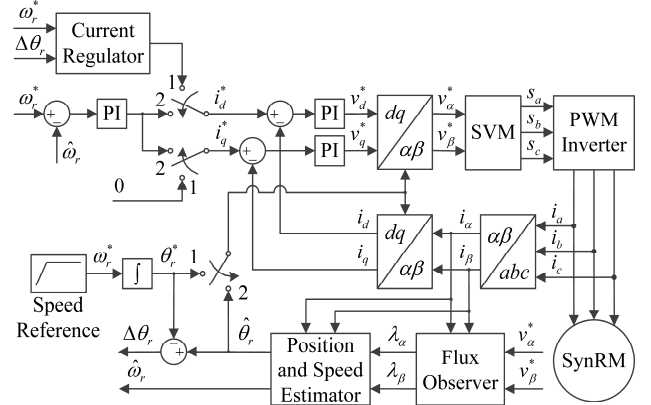 ω*r
Δθr
Current
Regulator
1
2
ω*r
+
−
PI
ω̂r
i*d
i*q
2
1
0
+
−
+
−
PI
PI
v*d
v*q
dq
αβ
v*α
v*β
SVM
sa
sb
sc
PWM
Inverter
id
iq
dq
αβ
iα
iβ
αβ
abc
ia
ib
ic
ω*r
∫
θ*r
1
2
Speed
Reference
Δθr
−
+
θ̂r
ω̂r
Position
and Speed
Estimator
λα
λβ
Flux
Observer
v*α
v*β
SynRM